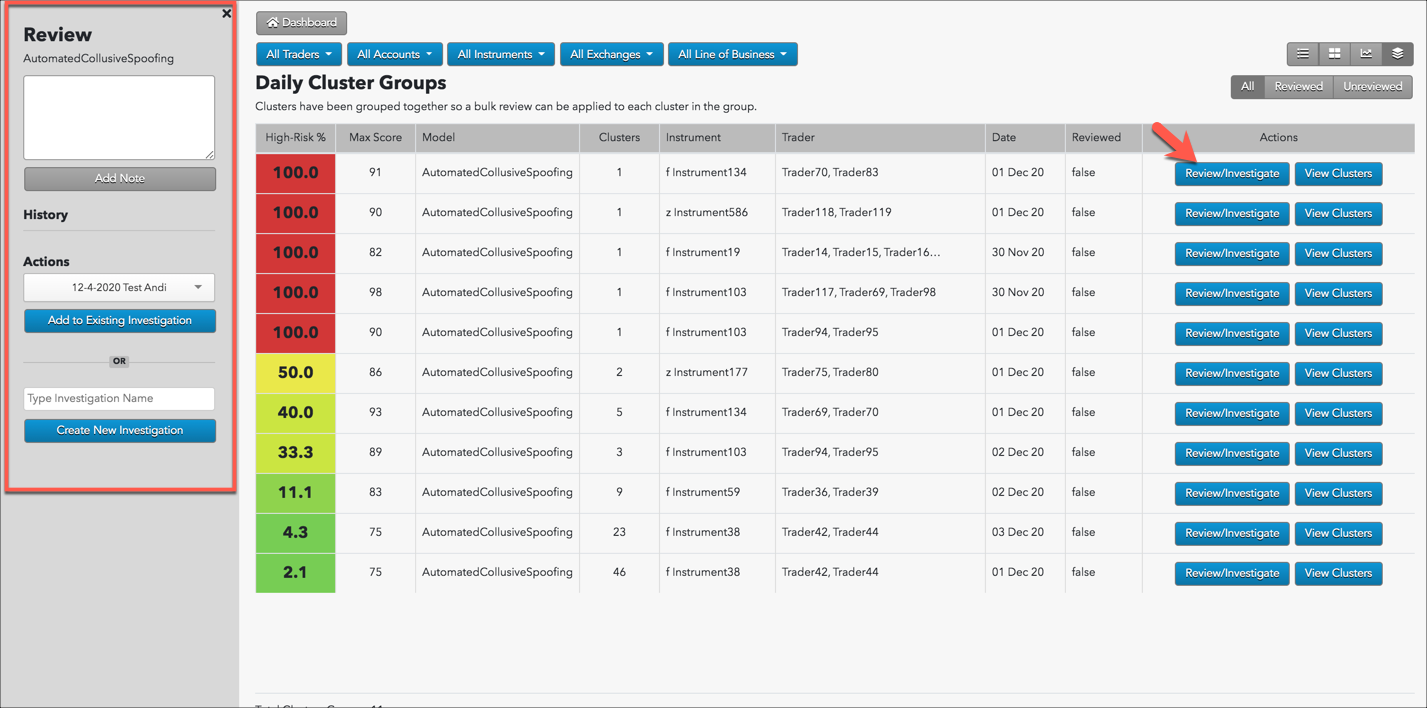 Review
AutomatedCollusiveSpoofing
Add Note
History
Actions
12-4-2020 Test Andi
Add to Existing Investigation
OR
Type Investigation Name
Create New Investigation
Dashboard
All Traders All Accounts All Instruments All Exchanges All Line of Business
Daily Cluster Groups
All Reviewed Unreviewed
Clusters have been grouped together so a bulk review can be applied to each cluster in the group.
High-Risk % Max Score Model Clusters Instrument Trader Date Reviewed Actions
100.0 91 AutomatedCollusiveSpoofing 1 f Instrument134 Trader70, Trader83 01 Dec 20 false Review/Investigate View Clusters
100.0 90 AutomatedCollusiveSpoofing 1 z Instrument586 Trader118, Trader119 01 Dec 20 false Review/Investigate View Clusters
100.0 82 AutomatedCollusiveSpoofing 1 f Instrument19 Trader14, Trader15, Trader16... 30 Nov 20 false Review/Investigate View Clusters
100.0 98 AutomatedCollusiveSpoofing 1 f Instrument103 Trader117, Trader69, Trader98 30 Nov 20 false Review/Investigate View Clusters
100.0 90 AutomatedCollusiveSpoofing 1 f Instrument103 Trader94, Trader95 01 Dec 20 false Review/Investigate View Clusters
50.0 86 AutomatedCollusiveSpoofing 2 z Instrument177 Trader75, Trader80 01 Dec 20 false Review/Investigate View Clusters
40.0 93 AutomatedCollusiveSpoofing 5 f Instrument134 Trader69, Trader70 01 Dec 20 false Review/Investigate View Clusters
33.3 89 AutomatedCollusiveSpoofing 3 f Instrument103 Trader94, Trader95 02 Dec 20 false Review/Investigate View Clusters
11.1 83 AutomatedCollusiveSpoofing 9 f Instrument59 Trader36, Trader39 02 Dec 20 false Review/Investigate View Clusters
4.3 75 AutomatedCollusiveSpoofing 23 f Instrument38 Trader42, Trader44 03 Dec 20 false Review/Investigate View Clusters
2.1 75 AutomatedCollusiveSpoofing 46 f Instrument38 Trader42, Trader44 01 Dec 20 false Review/Investigate View Clusters